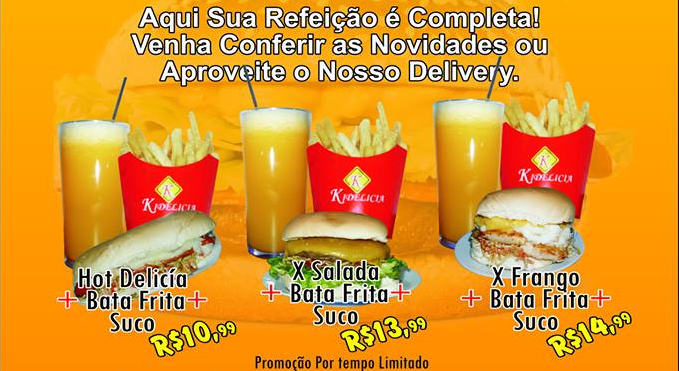 Aqui Sua Refeição é Completa!
Venha Conferir as Novidades ou
Aproveite o Nosso Delivery.
K
KIDELICIA
K
KIDELICIA
K
KIDELICIA
Hot Delicía
+ Bata Frita +
Suco
R$10,99
X Salada
+ Bata Frita +
Suco
R$13,99
X Frango
+ Bata Frita +
Suco
R$14,99
Promoção Por tempo Limitado